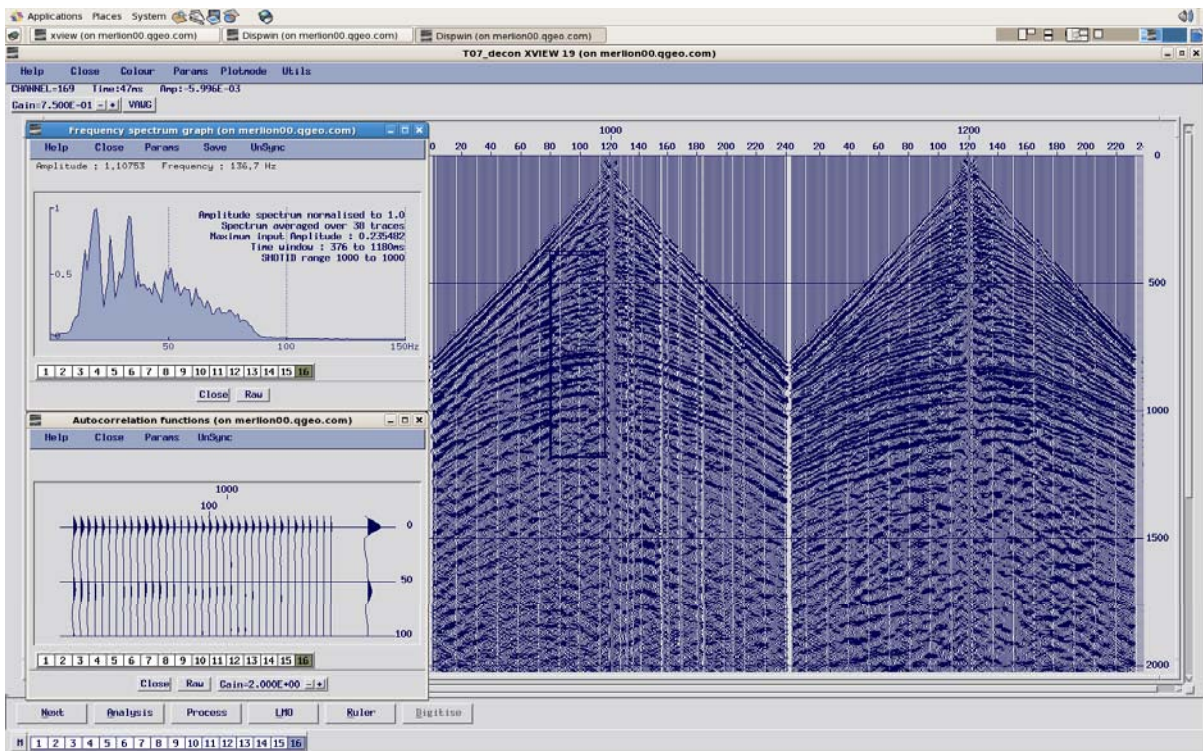 Applications Places System
xview (on merlion00.qgeo.com) Dispwin (on merlion00.qgeo.com) Dispwin (on merlion00.qgeo.com)
T07_decon XVIEW 19 (on merlion00.qgeo.com)
Help Close Colour Params Plotmode Utils
CHANNEL=169 Time:47ms Amp:-5.996E-03
Gain=7.500E-01 - + VAWG
Frequency spectrum graph (on merlion00.qgeo.com)
Help Close Params Save UnSync
Amplitude : 1.10753 Frequency : 136.7 Hz
Amplitude spectrum normalised to 1.0
Spectrum averaged over 38 traces
Maximum Input Amplitude : 0.235482
Time window : 376 to 1180ms
SHOTID range 1000 to 1000
1
0.5
0
50 100 150Hz
1 2 3 4 5 6 7 8 9 10 11 12 13 14 15 16
Close Raw
Autocorrelation functions (on merlion00.qgeo.com)
Help Close Params UnSync
1000
100
0
50
100
1 2 3 4 5 6 7 8 9 10 11 12 13 14 15 16
Close Raw Gain=2.000E+00 - +
1000 1200
0 20 40 60 80 100 120 140 160 180 200 220 240 20 40 60 80 100 120 140 160 180 200 220
0
500
1000
1500
2000
Next Analysis Process LMO Ruler Digitise
M 1 2 3 4 5 6 7 8 9 10 11 12 13 14 15 16